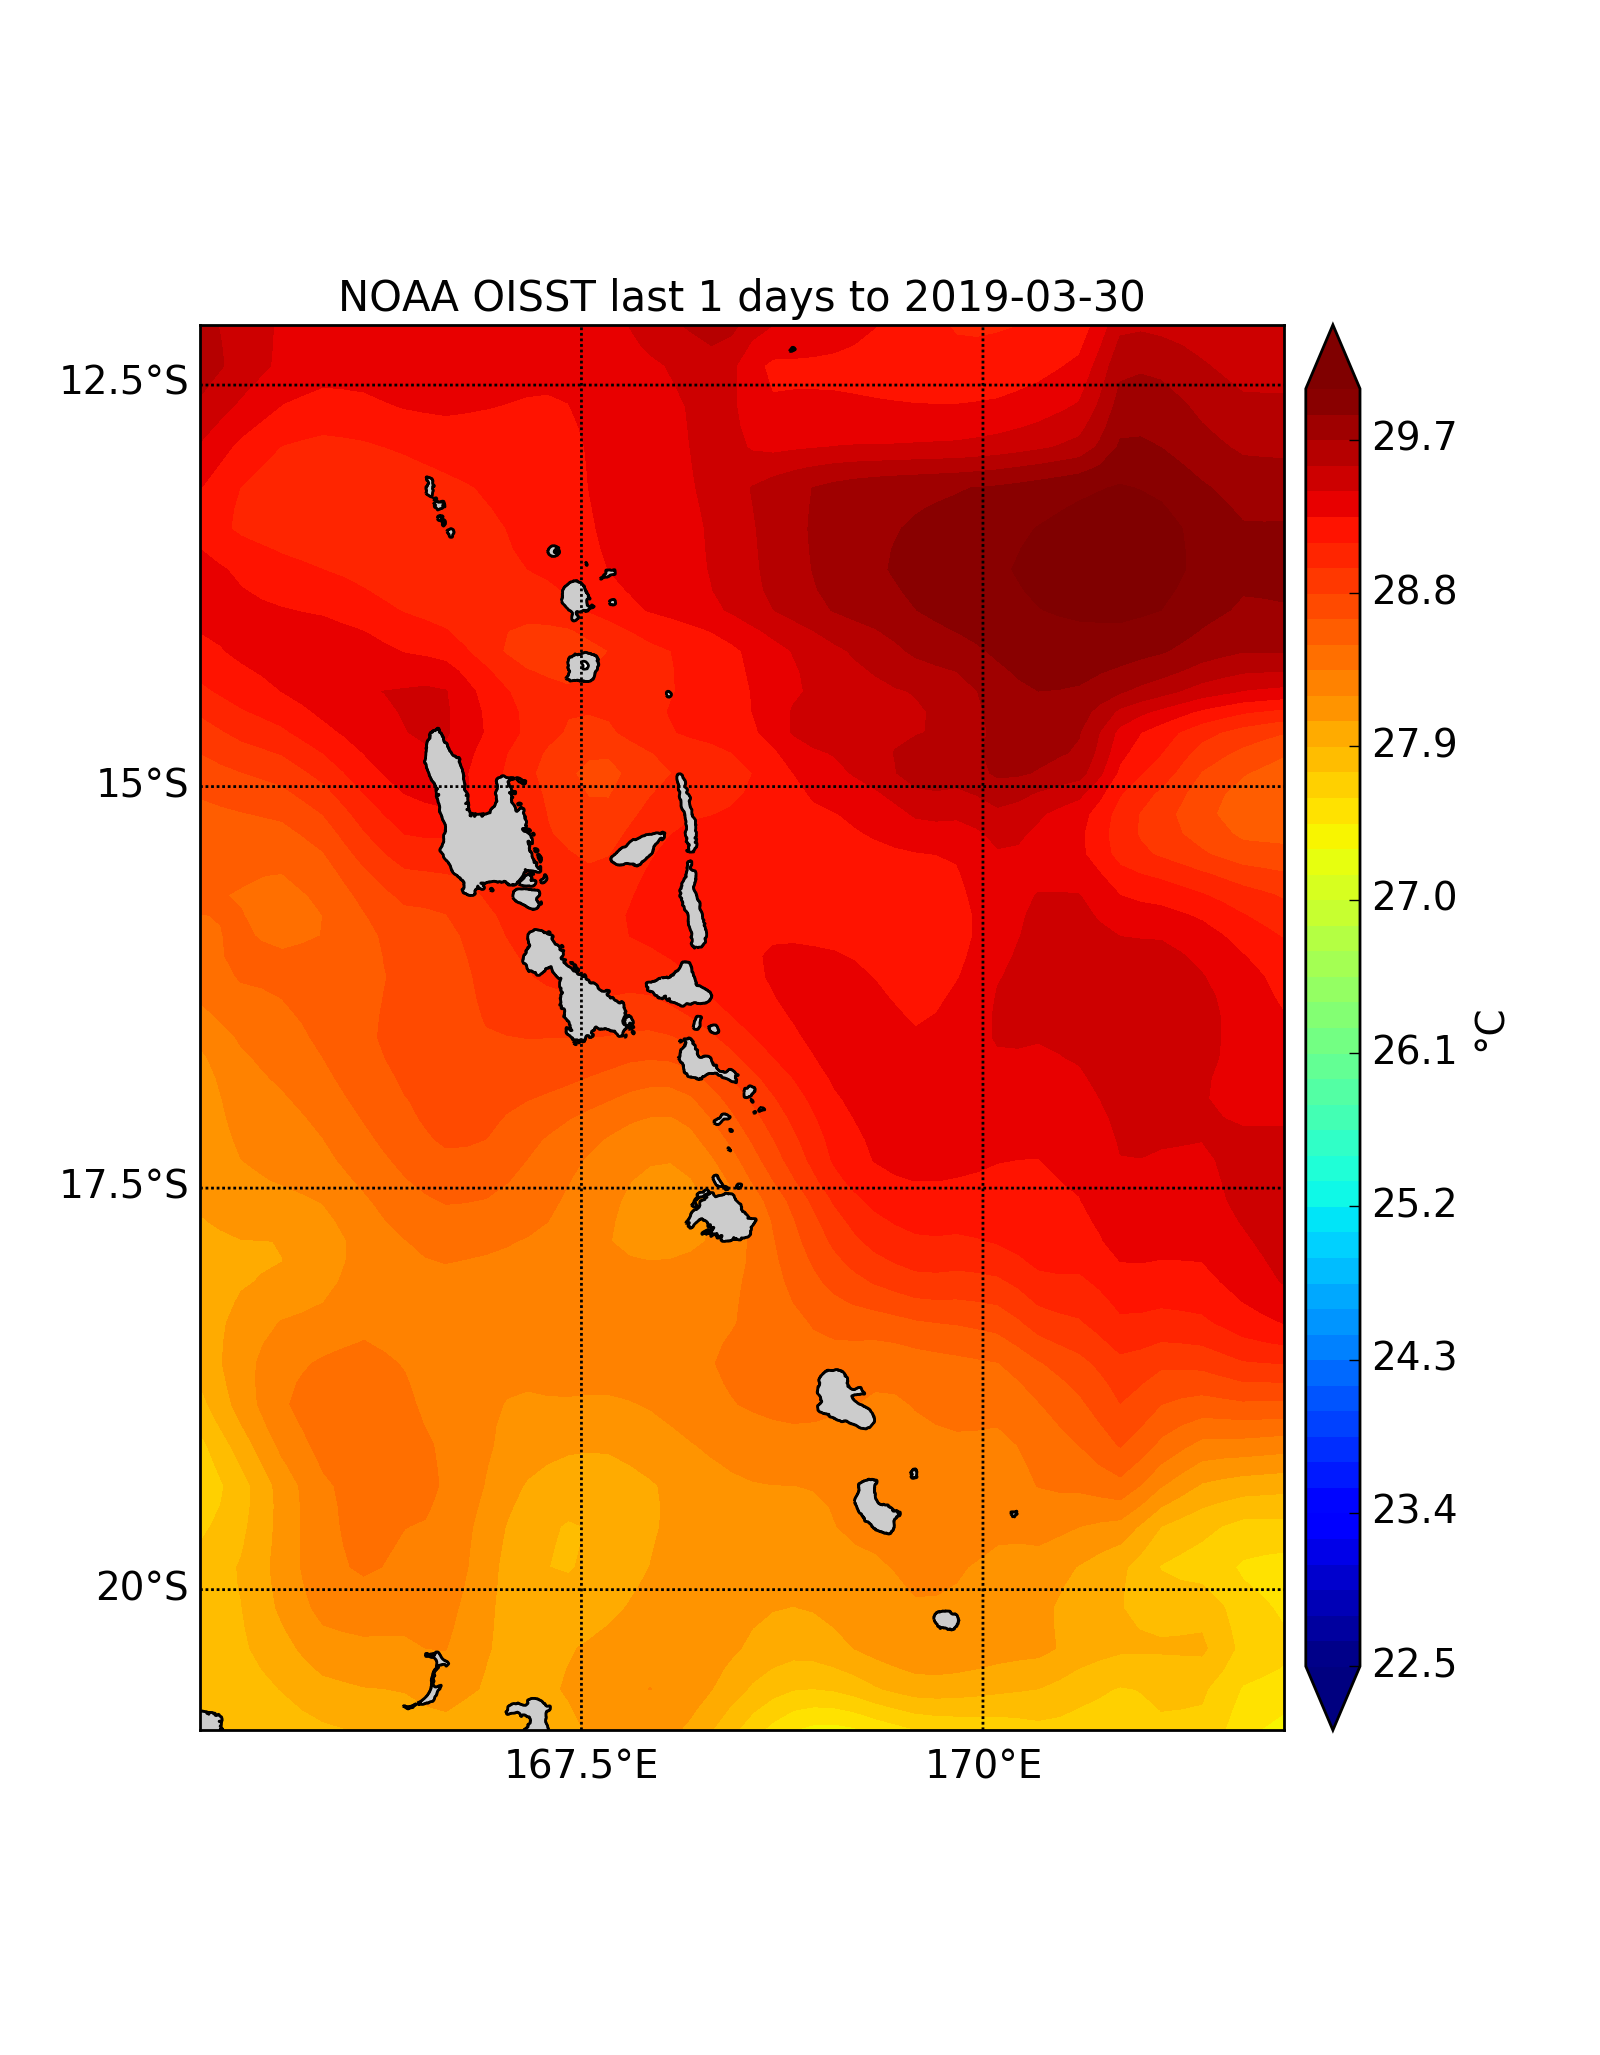 NOAA OISST last 1 days to 2019-03-30
12.5°S
15°S
17.5°S
20°S
167.5°E
170°E
29.7
28.8
27.9
27.0
26.1
25.2
24.3
23.4
22.5
°C